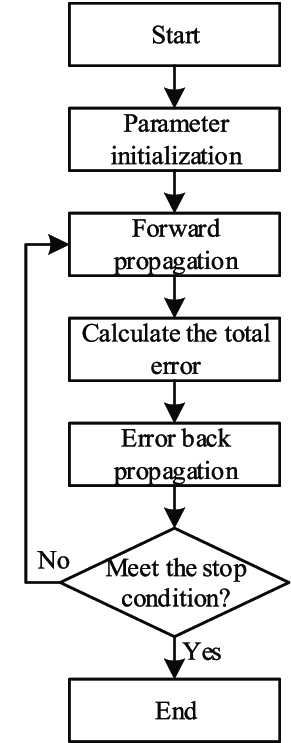 Start
Parameter
initialization
Forward
propagation
Calculate the total
error
Error back
propagation
Meet the stop
condition?
No
Yes
End